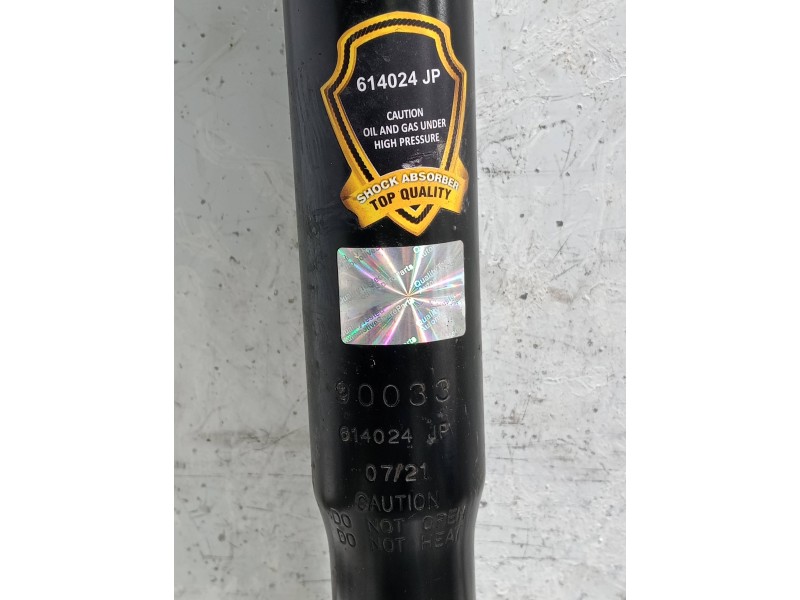 614024 JP
CAUTION
OIL AND GAS UNDER
HIGH PRESSURE
SHOCK ABSORBER
TOP QUALITY
90033
614024 JP
07/21
CAUTION
DO NOT OPEN
DO NOT HEAT